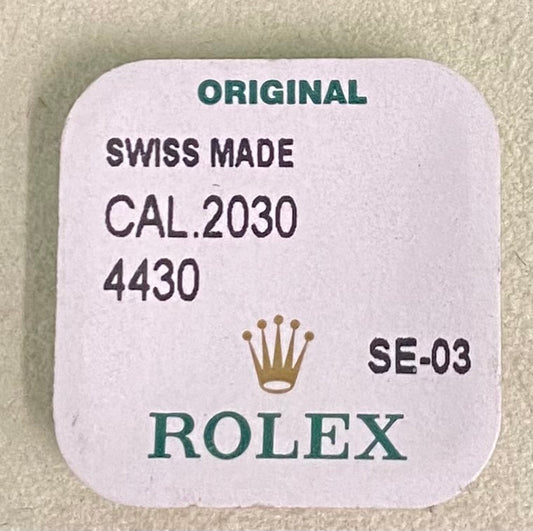 ORIGINAL
SWISS MADE
CAL.2030
4430
SE-03
ROLEX